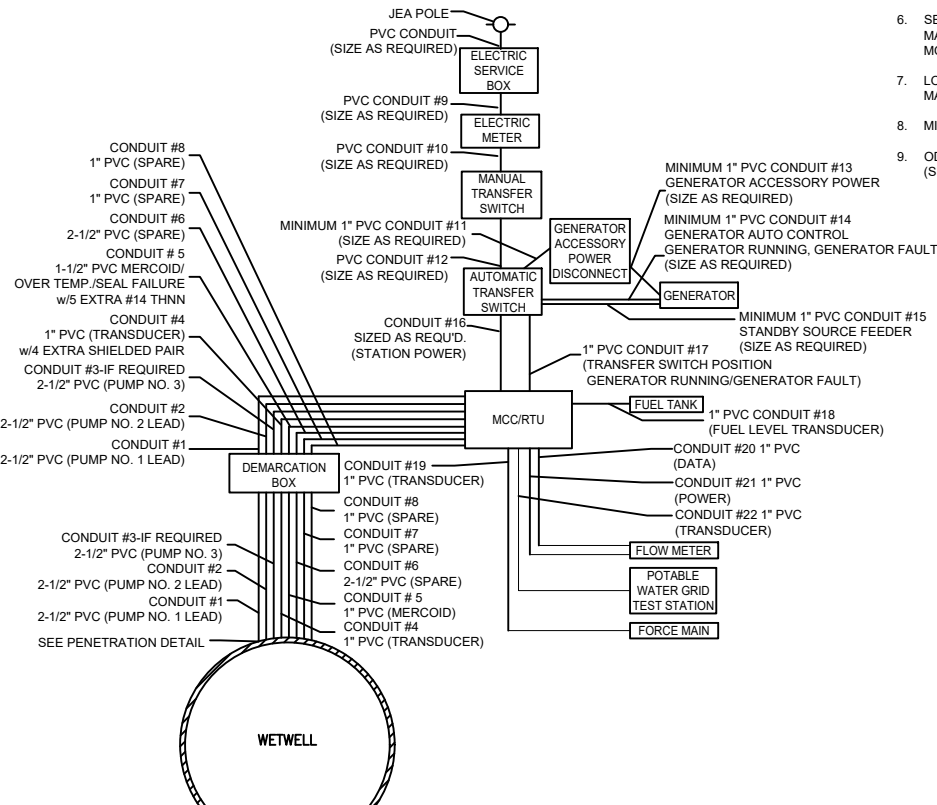 JEA POLE
PVC CONDUIT
(SIZE AS REQUIRED)
ELECTRIC
SERVICE
BOX
PVC CONDUIT #9
(SIZE AS REQUIRED)
ELECTRIC
METER
PVC CONDUIT #10
(SIZE AS REQUIRED)
MANUAL
TRANSFER
SWITCH
MINIMUM 1" PVC CONDUIT #11
(SIZE AS REQUIRED)
PVC CONDUIT #12
(SIZE AS REQUIRED)
GENERATOR
ACCESSORY
POWER
DISCONNECT
AUTOMATIC
TRANSFER
SWITCH
MINIMUM 1" PVC CONDUIT #13
GENERATOR ACCESSORY POWER
(SIZE AS REQUIRED)
MINIMUM 1" PVC CONDUIT #14
GENERATOR AUTO CONTROL
GENERATOR RUNNING, GENERATOR FAULT
(SIZE AS REQUIRED)
GENERATOR
MINIMUM 1" PVC CONDUIT #15
STANDBY SOURCE FEEDER
(SIZE AS REQUIRED)
CONDUIT #16
SIZED AS REQU'D.
(STATION POWER)
1" PVC CONDUIT #17
(TRANSFER SWITCH POSITION
GENERATOR RUNNING/GENERATOR FAULT)
6. SE
MA
MO
7. LO
MA
8. MI
9. OD
(S
CONDUIT #8
1" PVC (SPARE)
CONDUIT #7
1" PVC (SPARE)
CONDUIT #6
2-1/2" PVC (SPARE)
CONDUIT # 5
1-1/2" PVC MERCOID/
OVER TEMP./SEAL FAILURE
w/5 EXTRA #14 THNN
CONDUIT #4
1" PVC (TRANSDUCER)
w/4 EXTRA SHIELDED PAIR
CONDUIT #3-IF REQUIRED
2-1/2" PVC (PUMP NO. 3)
CONDUIT #2
2-1/2" PVC (PUMP NO. 2 LEAD)
CONDUIT #1
2-1/2" PVC (PUMP NO. 1 LEAD)
MCC/RTU
FUEL TANK
1" PVC CONDUIT #18
(FUEL LEVEL TRANSDUCER)
DEMARCATION
BOX
CONDUIT #19
1" PVC (TRANSDUCER)
CONDUIT #20 1" PVC
(DATA)
CONDUIT #21 1" PVC
(POWER)
CONDUIT #22 1" PVC
(TRANSDUCER)
CONDUIT #8
1" PVC (SPARE)
CONDUIT #7
1" PVC (SPARE)
CONDUIT #6
2-1/2" PVC (SPARE)
CONDUIT # 5
1" PVC (MERCOID)
CONDUIT #4
1" PVC (TRANSDUCER)
CONDUIT #3-IF REQUIRED
2-1/2" PVC (PUMP NO. 3)
CONDUIT #2
2-1/2" PVC (PUMP NO. 2 LEAD)
CONDUIT #1
2-1/2" PVC (PUMP NO. 1 LEAD)
SEE PENETRATION DETAIL
FLOW METER
POTABLE
WATER GRID
TEST STATION
FORCE MAIN
WETWELL